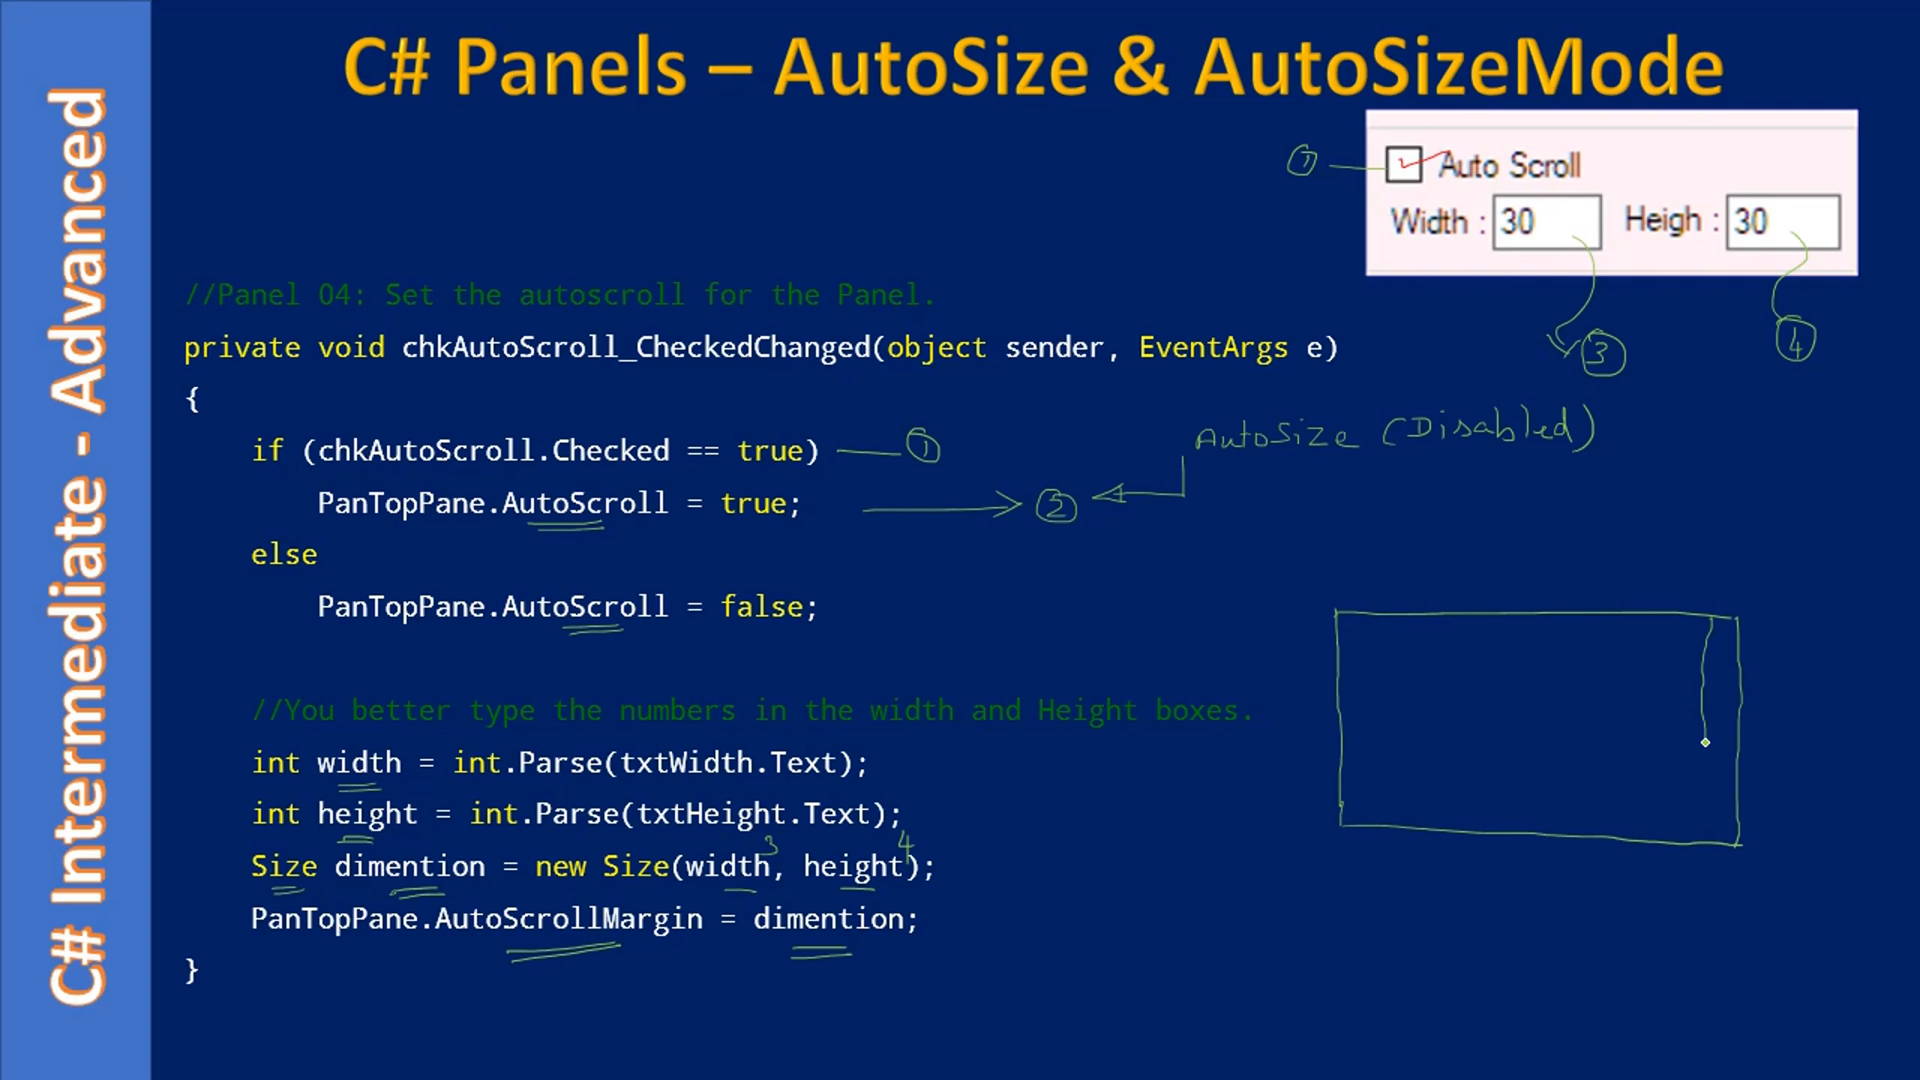 C# Intermediate - Advanced
C# Panels – AutoSize & AutoSizeMode
1
Auto Scroll
Width : 30 Heigh : 30
3
4
//Panel 04: Set the autoscroll for the Panel.
private void chkAutoScroll_CheckedChanged(object sender, EventArgs e)
{
if (chkAutoScroll.Checked == true)
1
AutoSize (Disabled)
PanTopPane.AutoScroll = true;
2
else
PanTopPane.AutoScroll = false;
//You better type the numbers in the width and Height boxes.
int width = int.Parse(txtWidth.Text);
int height = int.Parse(txtHeight.Text);
3 4
Size dimention = new Size(width, height);
PanTopPane.AutoScrollMargin = dimention;
}